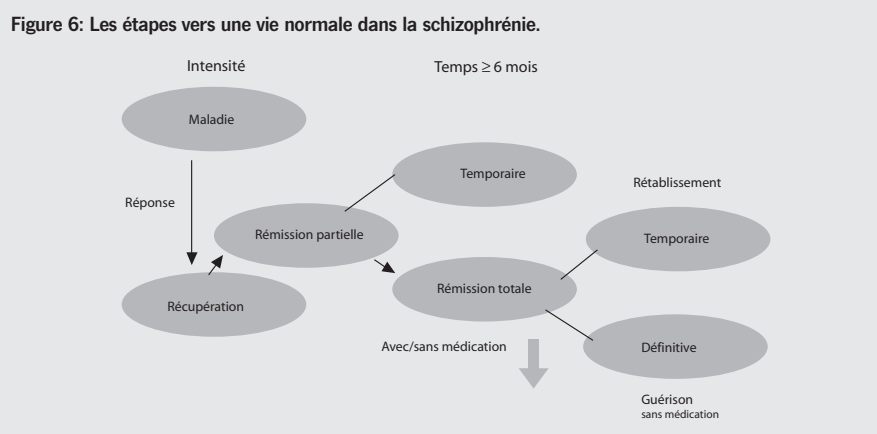 Figure 6: Les étapes vers une vie normale dans la schizophrénie.
Intensité
Temps ≥ 6 mois
Maladie
Temporaire
Rétablissement
Réponse
Rémission partielle
Temporaire
Rémission totale
Récupération
Avec/sans médication
Définitive
Guérison
sans médication